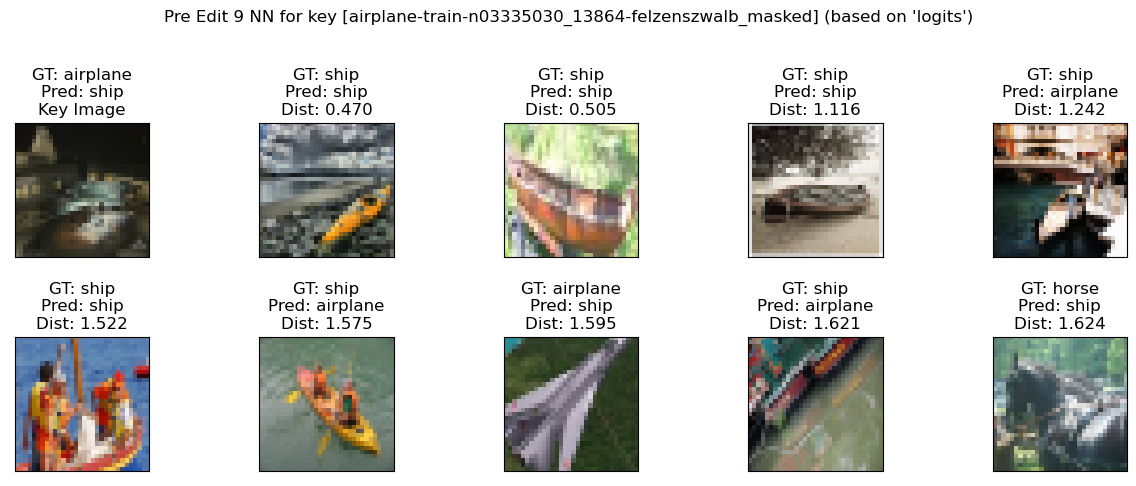 Pre Edit 9 NN for key [airplane-train-n03335030_13864-felzenszwalb_masked] (based on 'logits')
GT: airplane
Pred: ship
Key Image
GT: ship
Pred: ship
Dist: 0.470
GT: ship
Pred: ship
Dist: 0.505
GT: ship
Pred: ship
Dist: 1.116
GT: ship
Pred: airplane
Dist: 1.242
GT: ship
Pred: ship
Dist: 1.522
GT: ship
Pred: airplane
Dist: 1.575
GT: airplane
Pred: ship
Dist: 1.595
GT: ship
Pred: airplane
Dist: 1.621
GT: horse
Pred: ship
Dist: 1.624